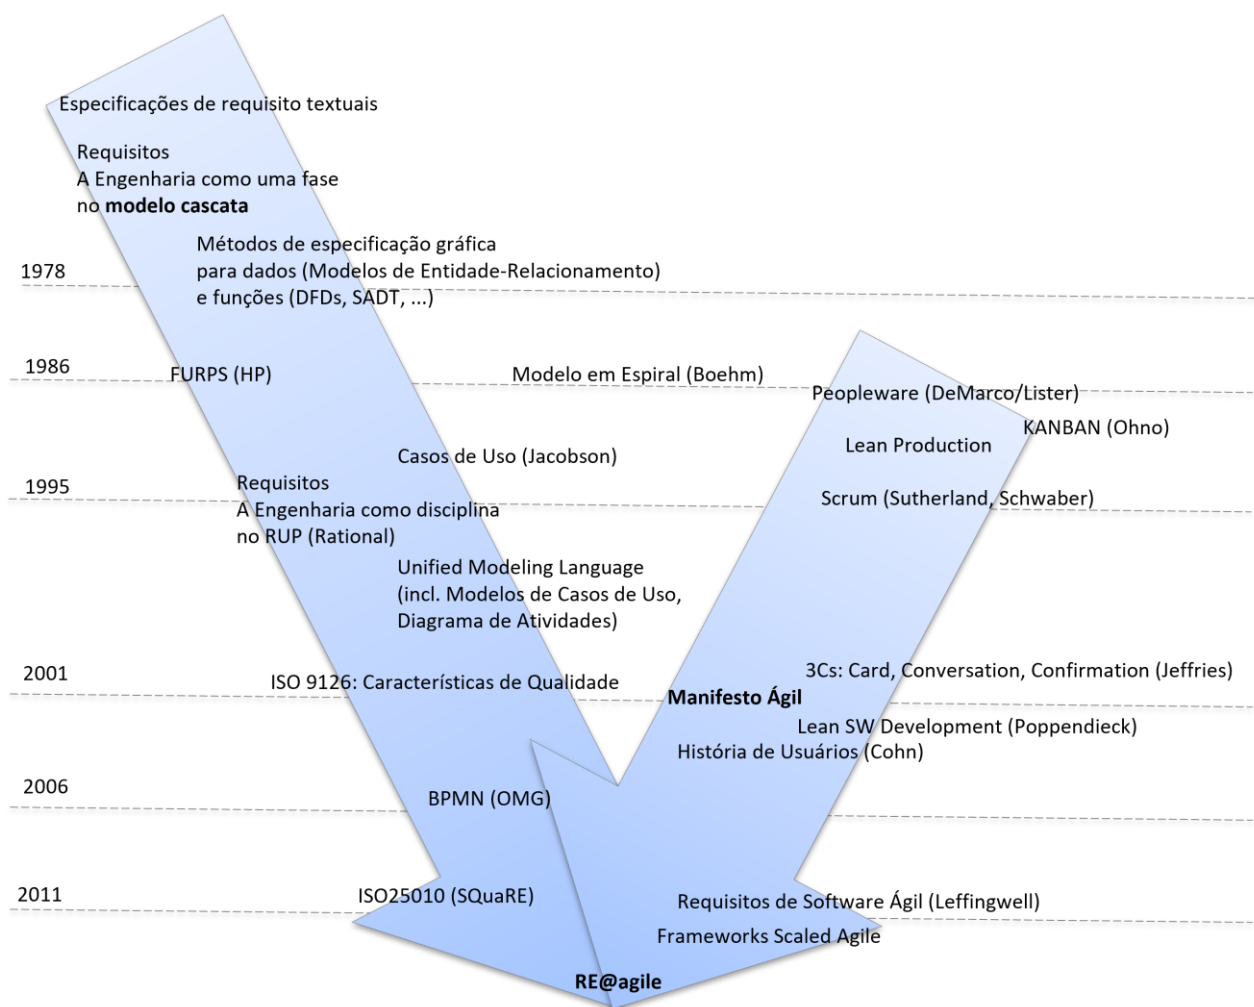 Especificações de requisito textuais
Requisitos
A Engenharia como uma fase
no modelo cascata
Métodos de especificação gráfica
para dados (Modelos de Entidade-Relacionamento)
e funções (DFDs, SADT, ...)
1978
1986
FURPS (HP)
Modelo em Espiral (Boehm)
Peopleware (DeMarco/Lister)
KANBAN (Ohno)
Lean Production
Casos de Uso (Jacobson)
1995
Requisitos
A Engenharia como disciplina
no RUP (Rational)
Scrum (Sutherland, Schwaber)
Unified Modeling Language
(incl. Modelos de Casos de Uso,
Diagrama de Atividades)
2001
ISO 9126: Características de Qualidade
3Cs: Card, Conversation, Confirmation (Jeffries)
Manifesto Ágil
Lean SW Development (Poppendieck)
História de Usuários (Cohn)
2006
BPMN (OMG)
2011
ISO25010 (SQuaRE)
Requisitos de Software Ágil (Leffingwell)
Frameworks Scaled Agile
RE@agile